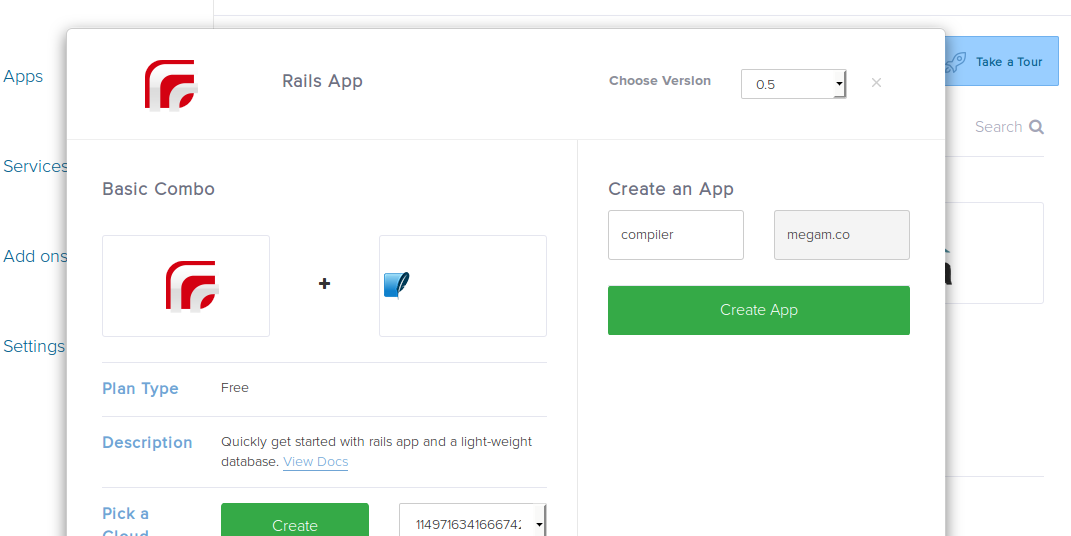 Apps
Services
Add ons
Settings
Take a Tour
Search
Rails App
Choose Version
0.5
×
Basic Combo
+
Plan Type
Free
Description
Quickly get started with rails app and a light-weight
database. View Docs
Pick a
Cloud
Create
1149716341666742
Create an App
compiler
megam.co
Create App